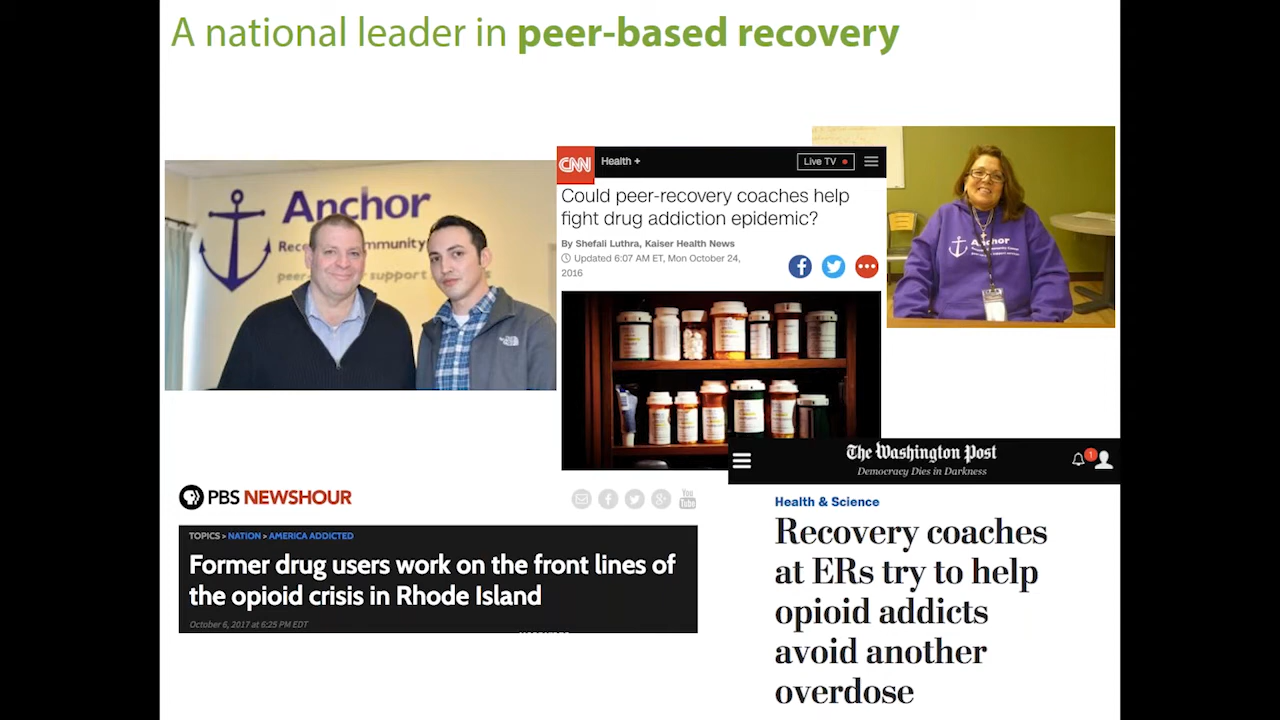 A national leader in peer-based recovery
Anchor
peer- support
CNN Health + Live TV
Could peer-recovery coaches help
fight drug addiction epidemic?
By Shefali Luthra, Kaiser Health News
Updated 6:07 AM ET, Mon October 24,
2016
Anchor
PBS NEWSHOUR
You
Tube
TOPICS > NATION > AMERICA ADDICTED
Former drug users work on the front lines of
the opioid crisis in Rhode Island
October 6, 2017 at 6:25 PM EDT
The Washington Post
Democracy Dies in Darkness
1
Health & Science
Recovery coaches
at ERs try to help
opioid addicts
avoid another
overdose